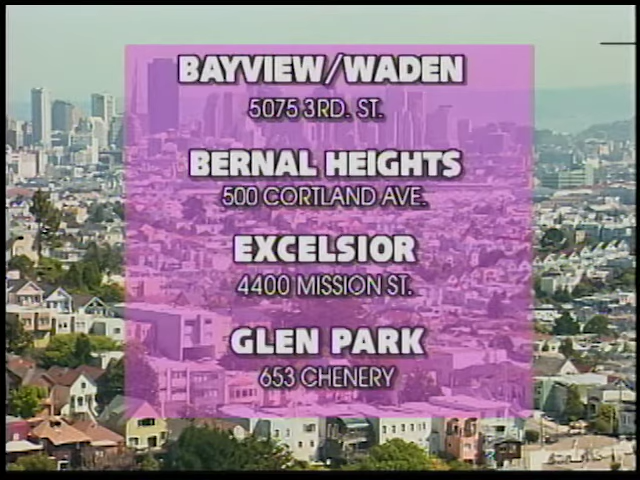 BAYVIEW/WADEN
5075 3RD. ST.
BERNAL HEIGHTS
500 CORTLAND AVE.
EXCELSIOR
4400 MISSION ST.
GLEN PARK
653 CHENERY